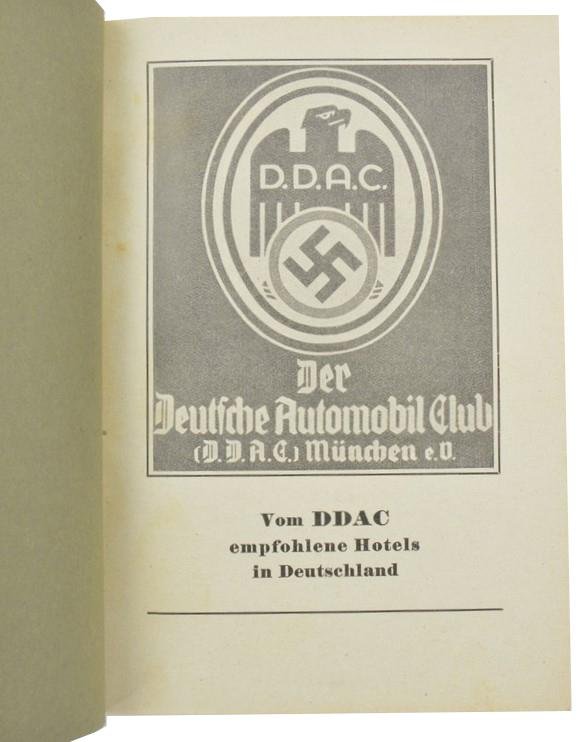 D.D.A.C.
Der
Deutsche Automobil Club
(D.D.A.C.) München e.V.
Vom DDAC
empfohlene Hotels
in Deutschland